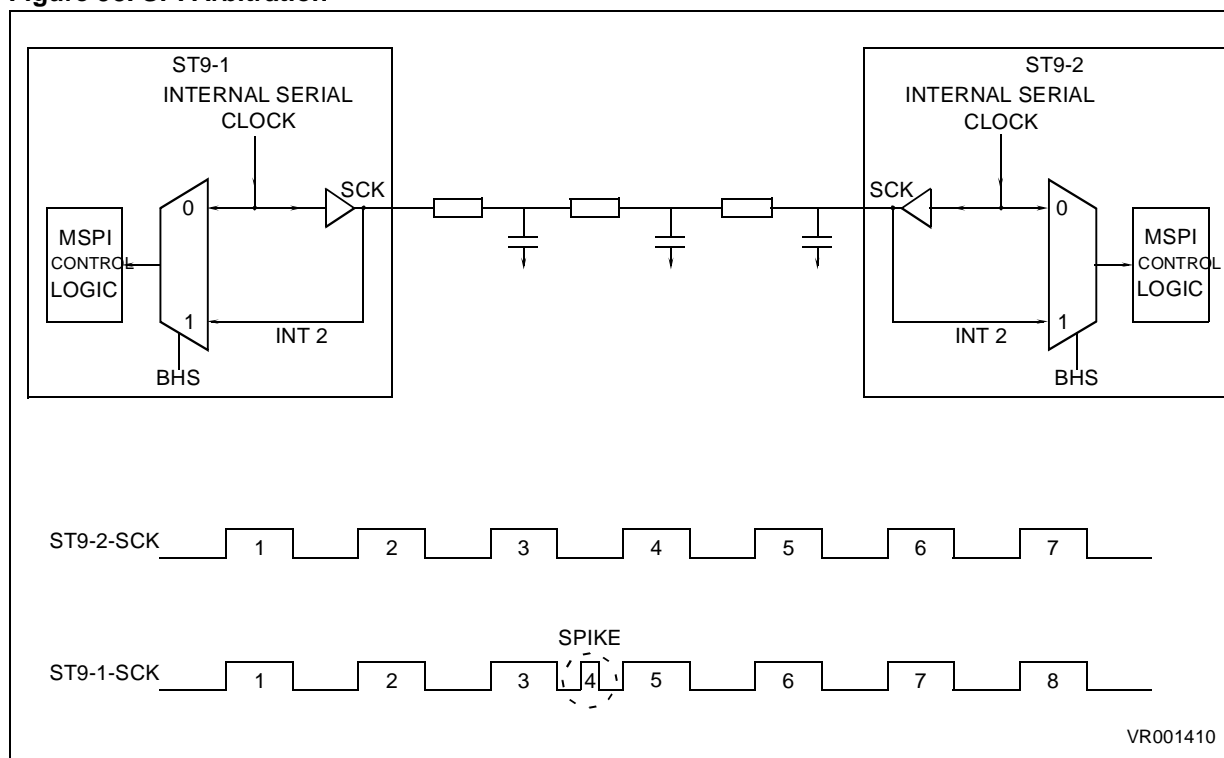 Figure SPI Arbitration
ST9-1
INTERNAL SERIAL
CLOCK
SCK
0
1
MSPI
CONTROL
LOGIC
INT 2
BHS
ST9-2
INTERNAL SERIAL
CLOCK
SCK
0
1
MSPI
CONTROL
LOGIC
INT 2
BHS
ST9-2-SCK 1 2 3 4 5 6 7
SPIKE
ST9-1-SCK 1 2 3 4 5 6 7 8
VR001410